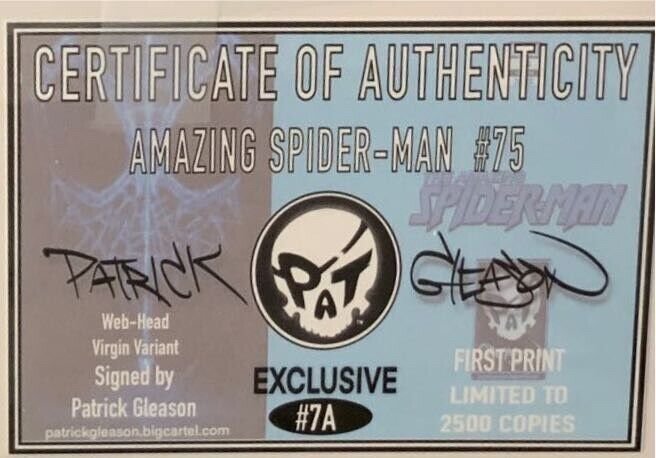 CERTIFICATE OF AUTHENTICITY
AMAZING SPIDER-MAN #75
SPIDER-MAN
PATRICK
PAT
GLEASON
Web-Head
Virgin Variant
Signed by
Patrick Gleason
patrickgleason.bigcartel.com
EXCLUSIVE
#7A
PAT
FIRST PRINT
LIMITED TO
2500 COPIES